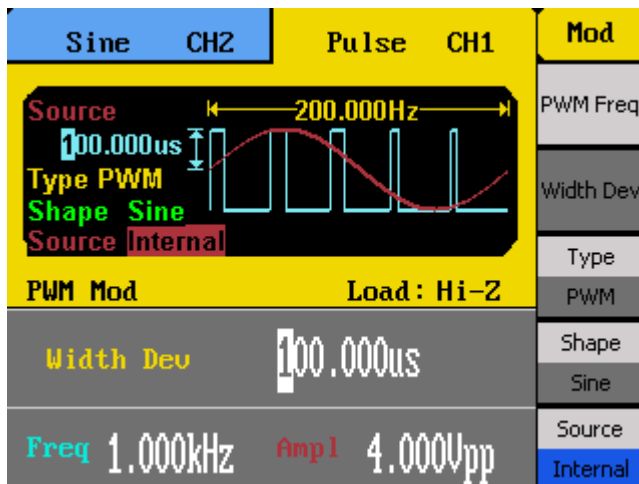 Sine CH2
Pulse CH1
Mod
Source
200.000Hz
100.000us
Type PWM
Shape Sine
Source Internal
PWM Mod
Load: Hi-Z
Width Dev
100.000us
Freq 1.000kHz
Ampl 4.000Vpp
PWM Freq
Width Dev
Type
PWM
Shape
Sine
Source
Internal